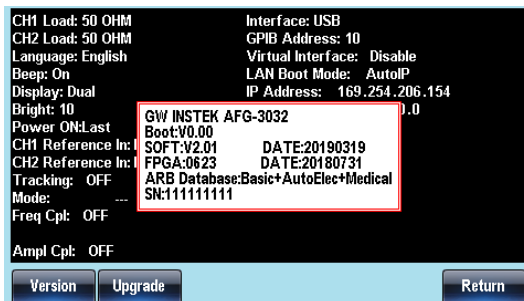 CH1 Load: 50 OHM
CH2 Load: 50 OHM
Language: English
Beep: On
Display: Dual
Bright: 10
Power ON:Last
CH1 Reference In:
CH2 Reference In:
Tracking: OFF
Mode: ---
Freq Cpl: OFF
Ampl Cpl: OFF
Interface: USB
GPIB Address: 10
Virtual Interface: Disable
LAN Boot Mode: AutoIP
IP Address: 169.254.206.154
.0
GW INSTEK AFG-3032
Boot:V0.00
SOFT:V2.01 DATE:20190319
FPGA:0623 DATE:20180731
ARB Database:Basic+AutoElec+Medical
SN:111111111
Version Upgrade Return